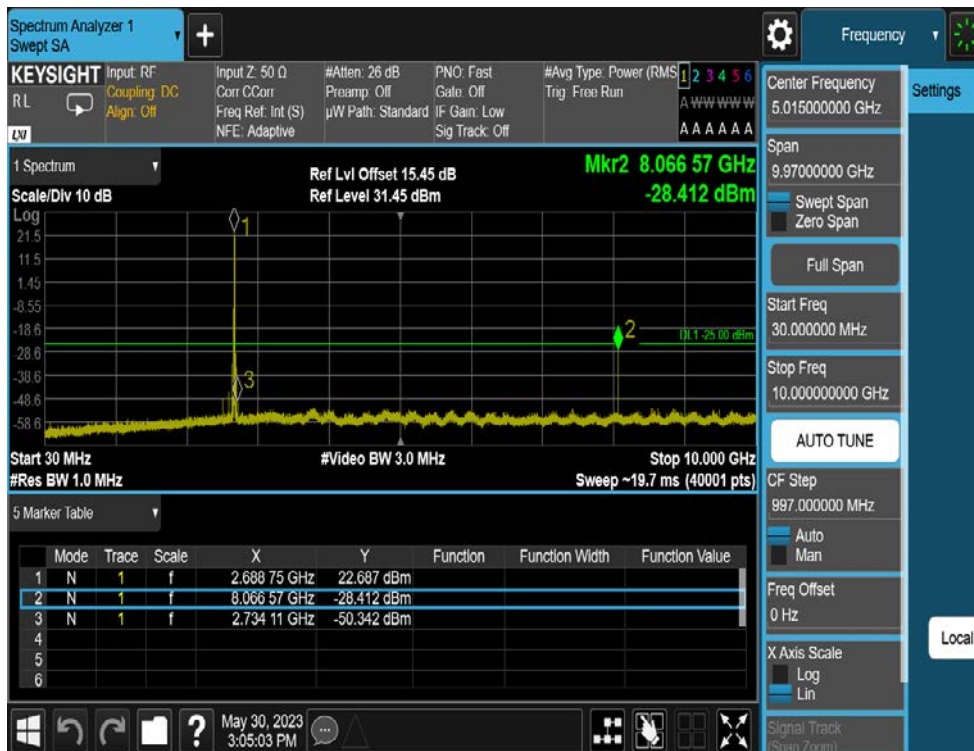 Spectrum Analyzer 1
Swept SA
+
Frequency
KEYSIGHT
RL
LXI
Input: RF
Coupling: DC
Align: Off
Input Z: 50 Ω
Corr CCorr
Freq Ref: Int (S)
NFE: Adaptive
#Atten: 26 dB
Preamp: Off
µW Path: Standard
PNO: Fast
Gate: Off
IF Gain: Low
Sig Track: Off
#Avg Type: Power (RMS
Trig: Free Run
1 2 3 4 5 6
A W W W W W
A A A A A A
Center Frequency
5.015000000 GHz
Settings
Span
9.97000000 GHz
Swept Span
Zero Span
Full Span
Start Freq
30.000000 MHz
Stop Freq
10.000000000 GHz
AUTO TUNE
CF Step
997.000000 MHz
Auto
Man
Freq Offset
0 Hz
X Axis Scale
Log
Lin
Signal Track
(Span Zoom)
Local
1 Spectrum
Scale/Div 10 dB
Ref Lvl Offset 15.45 dB
Ref Level 31.45 dBm
Mkr2 8.066 57 GHz
-28.412 dBm
Log
21.5
11.5
1.45
-8.55
-18.6
-28.6
-38.6
-48.6
-58.6
1
2
3
DL1 -25.00 dBm
Start 30 MHz #Video BW 3.0 MHz Stop 10.000 GHz
#Res BW 1.0 MHz Sweep ~19.7 ms (40001 pts)
5 Marker Table
Mode Trace Scale X Y Function Function Width Function Value
1 N 1 f 2.688 75 GHz 22.687 dBm
2 N 1 f 8.066 57 GHz -28.412 dBm
3 N 1 f 2.734 11 GHz -50.342 dBm
4
5
6
?
May 30, 2023
3:05:03 PM